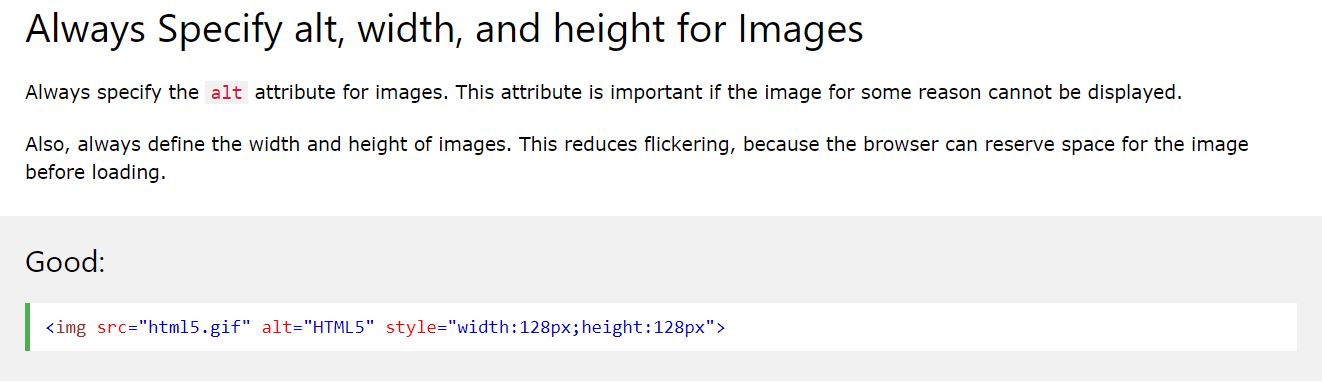 Always Specify alt, width, and height for Images
Always specify the alt attribute for images. This attribute is important if the image for some reason cannot be displayed.
Also, always define the width and height of images. This reduces flickering, because the browser can reserve space for the image
before loading.
Good:
<img src="html5.gif" alt="HTML5" style="width:128px;height:128px">